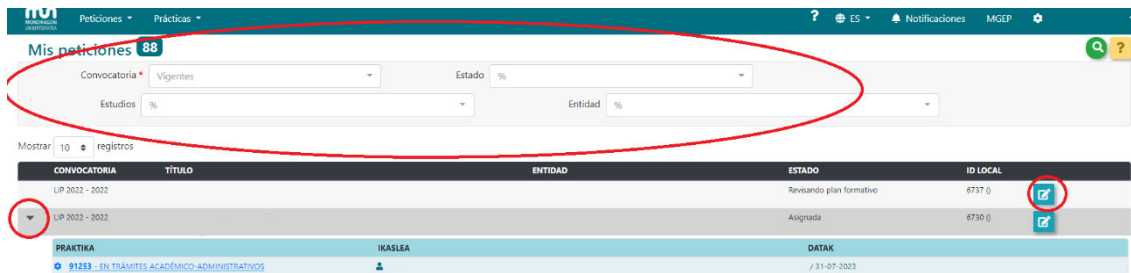 MONDRAGON
UNIBERTSITATEA
Peticiones Prácticas ? ES Notificaciones MGEP
Mis peticiones 88 ?
Convocatoria * Vigentes Estado %
Estudios % Entidad %
Mostrar 10 registros
CONVOCATORIA TÍTULO ENTIDAD ESTADO ID LOCAL
LIP 2022 - 2022 Revisando plan formativo 6737 ()
LIP 2022 - 2022 Asignada 6730 ()
PRAKTIKA IKASLEA DATAK
91253 - EN TRÁMITES ACADÉMICO-ADMINISTRATIVOS / 31-07-2023